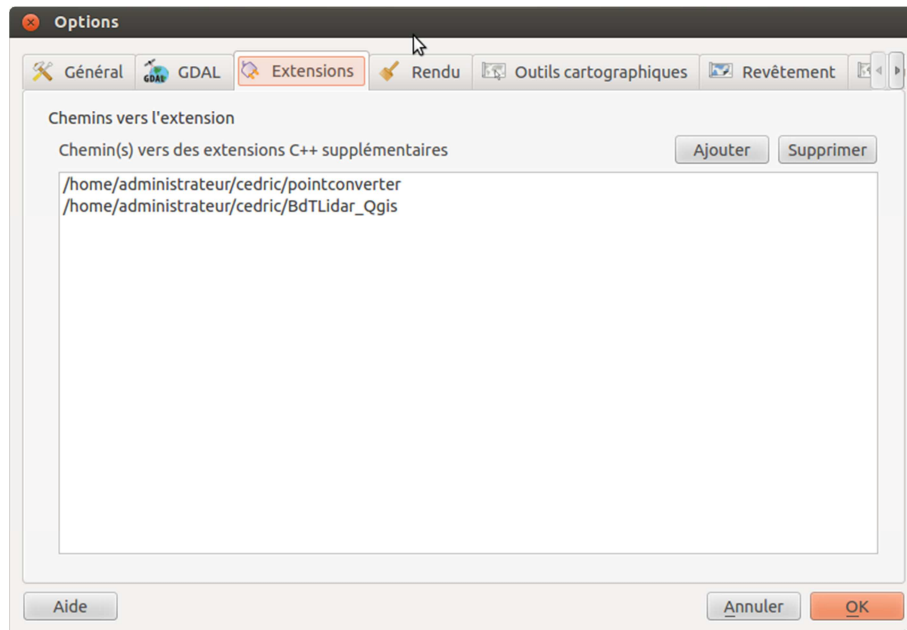 Options
Général GDAL Extensions Rendu Outils cartographiques Revêtement
Chemins vers l'extension
Chemin(s) vers des extensions C++ supplémentaires Ajouter Supprimer
/home/administrateur/cedric/pointconverter
/home/administrateur/cedric/BdTLidar_Qgis
Aide Annuler OK